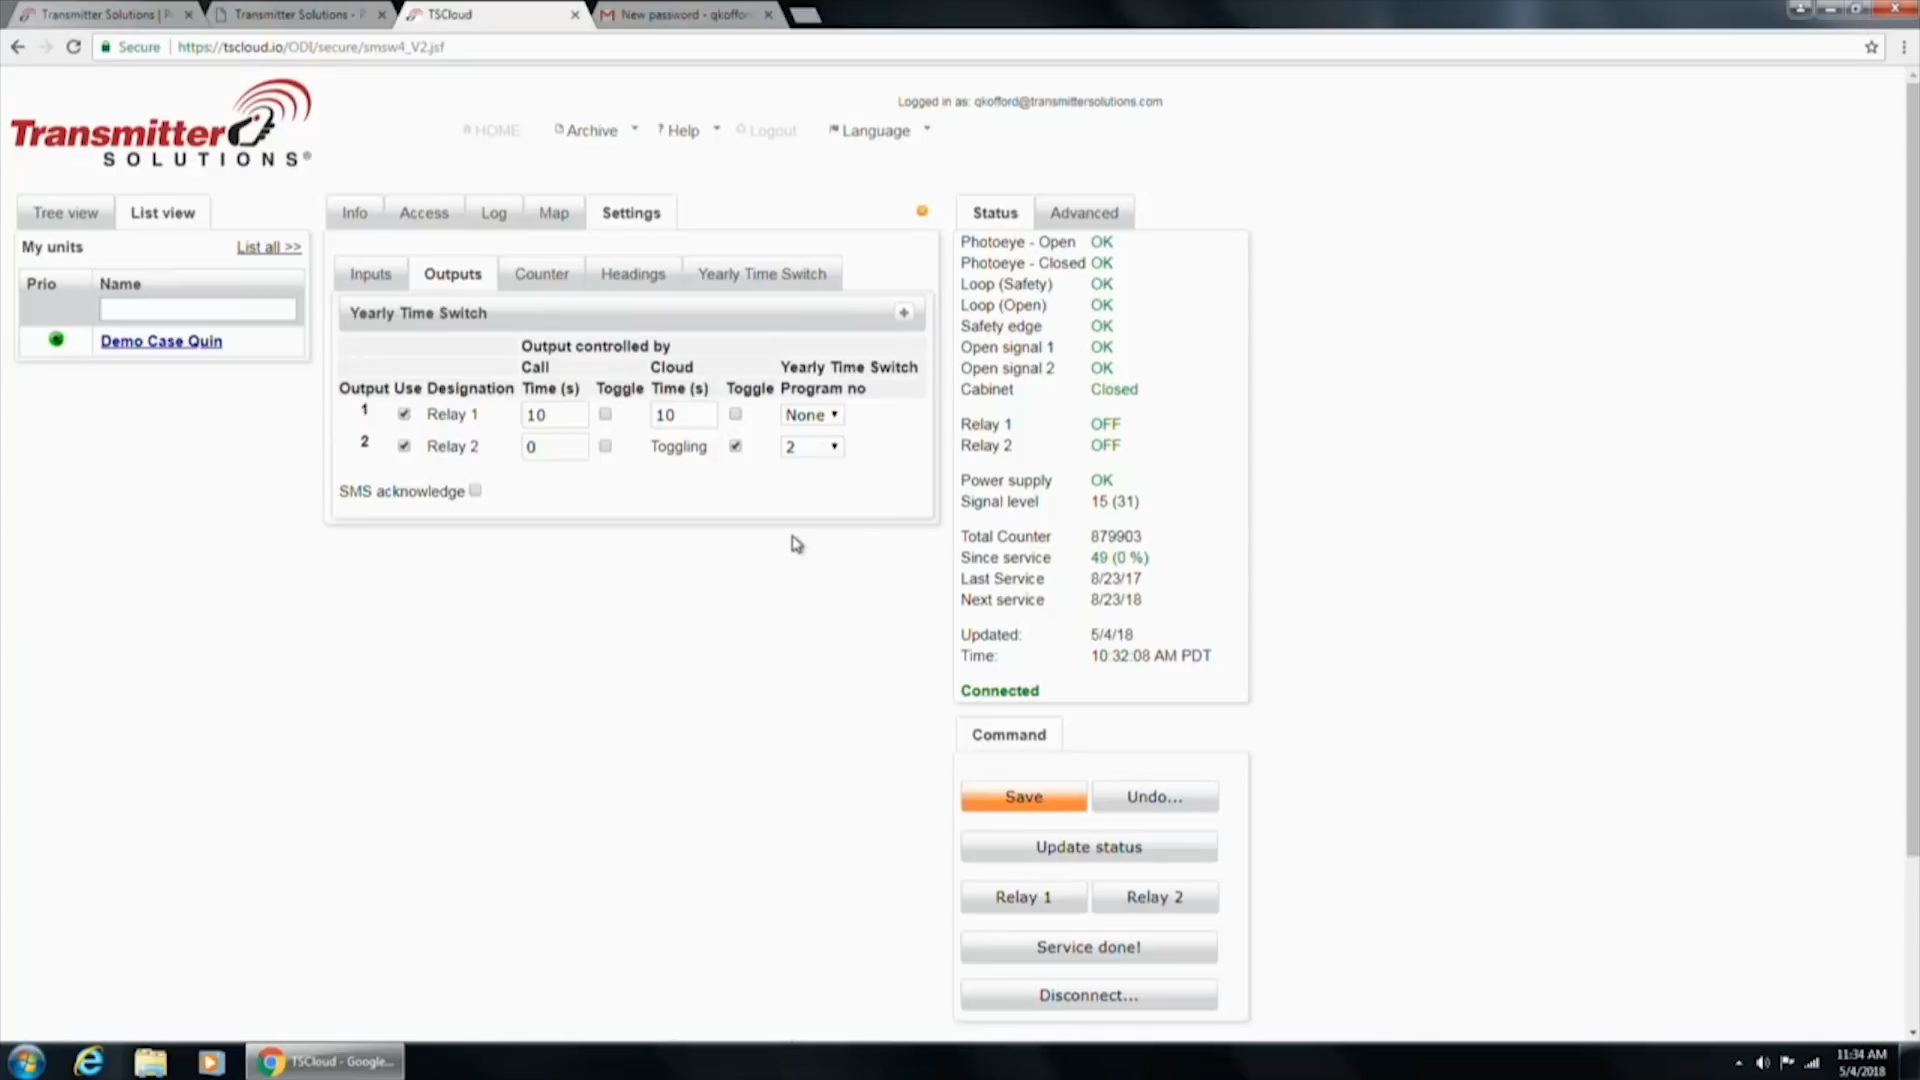 Transmitter Solutions | P
Transmitter Solutions - P
TSCloud
New password - qkoffor
Secure
https://tscloud.io/ODI/secure/smsw4_V2.jsf
Transmitter
SOLUTIONS®
Logged in as: qkofford@transmittersolutions.com
HOME
Archive
? Help
Logout
Language
Tree view
List view
My units
List all >>
Prio
Name
Demo Case Quin
Info
Access
Log
Map
Settings
Inputs
Outputs
Counter
Headings
Yearly Time Switch
Yearly Time Switch
+
Output controlled by
Call
Cloud
Yearly Time Switch
Output Use Designation Time (s) Toggle Time (s) Toggle Program no
1 Relay 1 10 10 None
2 Relay 2 0 Toggling 2
SMS acknowledge
Status
Advanced
Photoeye - Open OK
Photoeye - Closed OK
Loop (Safety) OK
Loop (Open) OK
Safety edge OK
Open signal 1 OK
Open signal 2 OK
Cabinet Closed
Relay 1 OFF
Relay 2 OFF
Power supply OK
Signal level 15 (31)
Total Counter 879903
Since service 49 (0 %)
Last Service 8/23/17
Next service 8/23/18
Updated: 5/4/18
Time: 10:32:08 AM PDT
Connected
Command
Save
Undo...
Update status
Relay 1
Relay 2
Service done!
Disconnect...
TSCloud - Google...
11:34 AM
5/4/2018